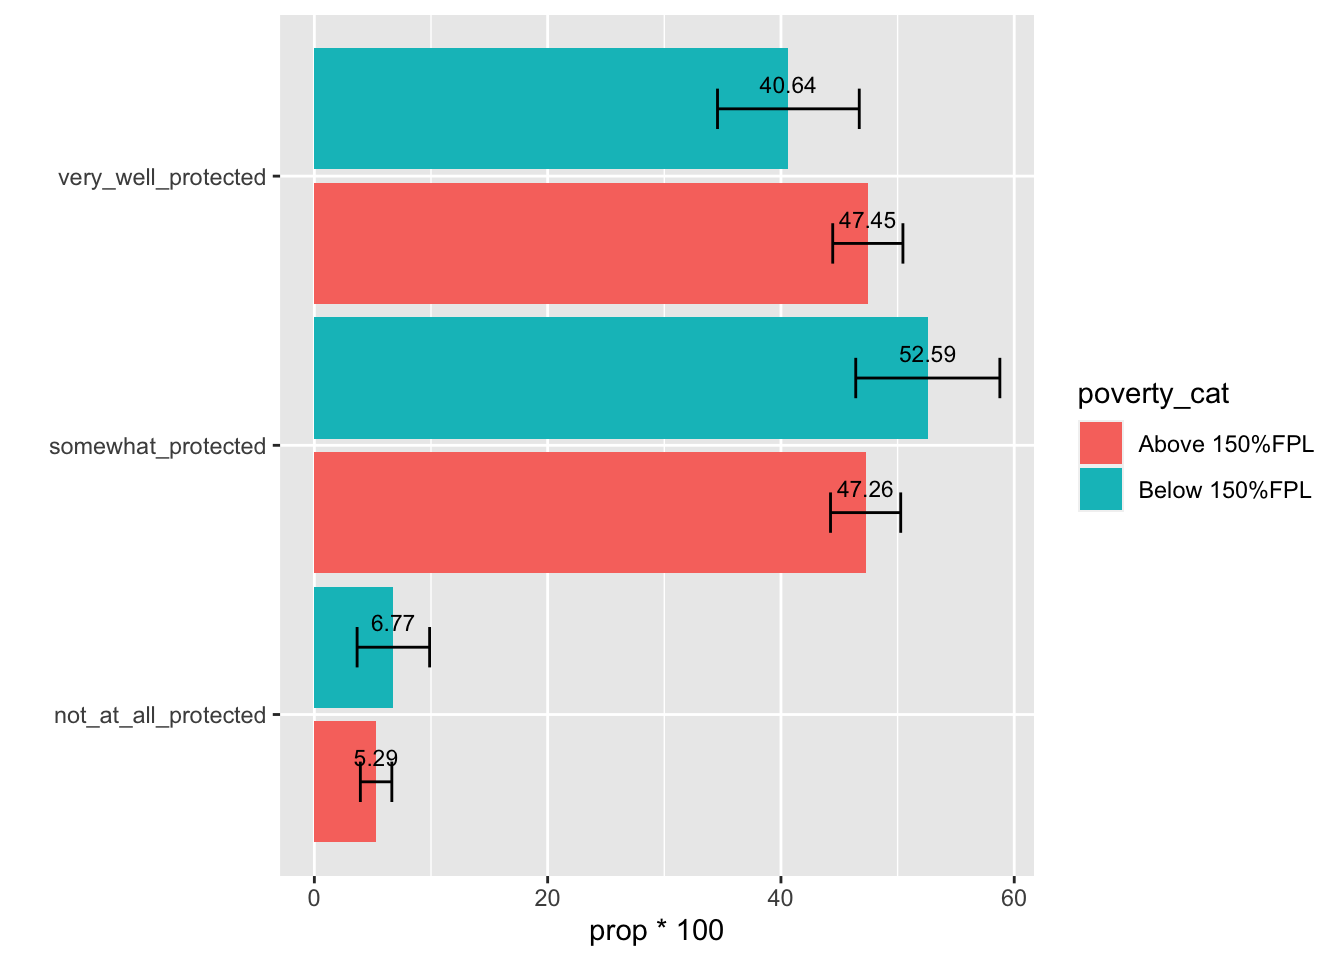 40.64
very_well_protected
47.45
52.59
somewhat_protected
47.26
6.77
not_at_all_protected
5.29
0 20 40 60
prop * 100
poverty_cat
Above 150%FPL
Below 150%FPL